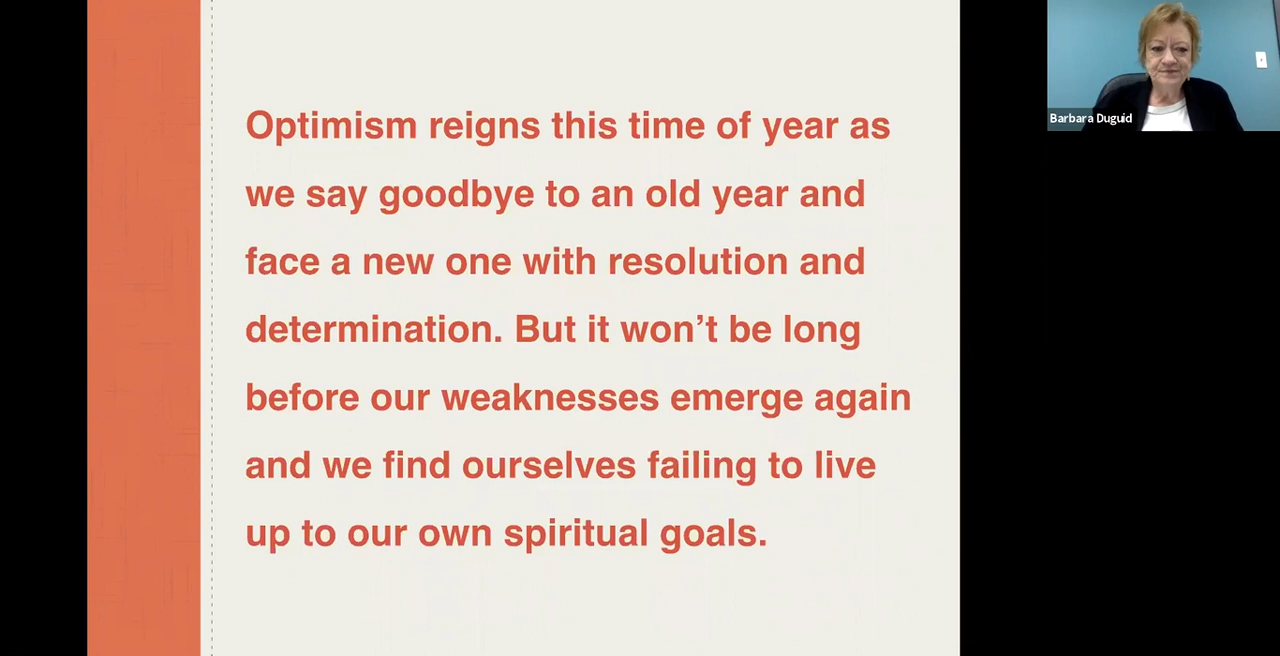 Optimism reigns this time of year as
we say goodbye to an old year and
face a new one with resolution and
determination. But it won’t be long
before our weaknesses emerge again
and we find ourselves failing to live
up to our own spiritual goals.
Barbara Duguid